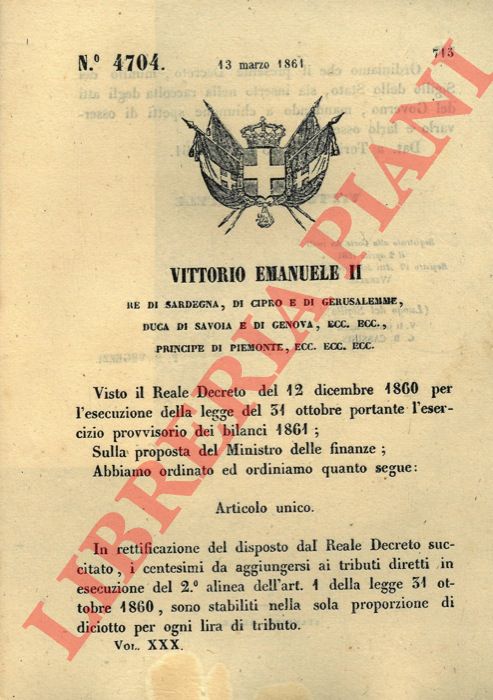 N.° 4704.
13 marzo 1861
713
VITTORIO EMANUELE II
RE DI SARDEGNA, DI CIPRO E DI GERUSALEMME,
DUCA DI SAVOIA E DI GENOVA, ECC. ECC.,
PRINCIPE DI PIEMONTE, ECC. ECC. ECC.
Visto il Reale Decreto del 12 dicembre 1860 per
l'esecuzione della legge del 31 ottobre portante l'eser-
cizio provvisorio dei bilanci 1861 ;
Sulla proposta del Ministro delle finanze ;
Abbiamo ordinato ed ordiniamo quanto segue:
Articolo unico.
In rettificazione del disposto dal Reale Decreto suc-
citato, i centesimi da aggiungersi ai tributi diretti in
esecuzione del 2.° alinea dell'art. 1 della legge 31 ot-
tobre 1860, sono stabiliti nella sola proporzione di
diciotto per ogni lira di tributo.
VOL. XXX.
LIBRERIAPIANI